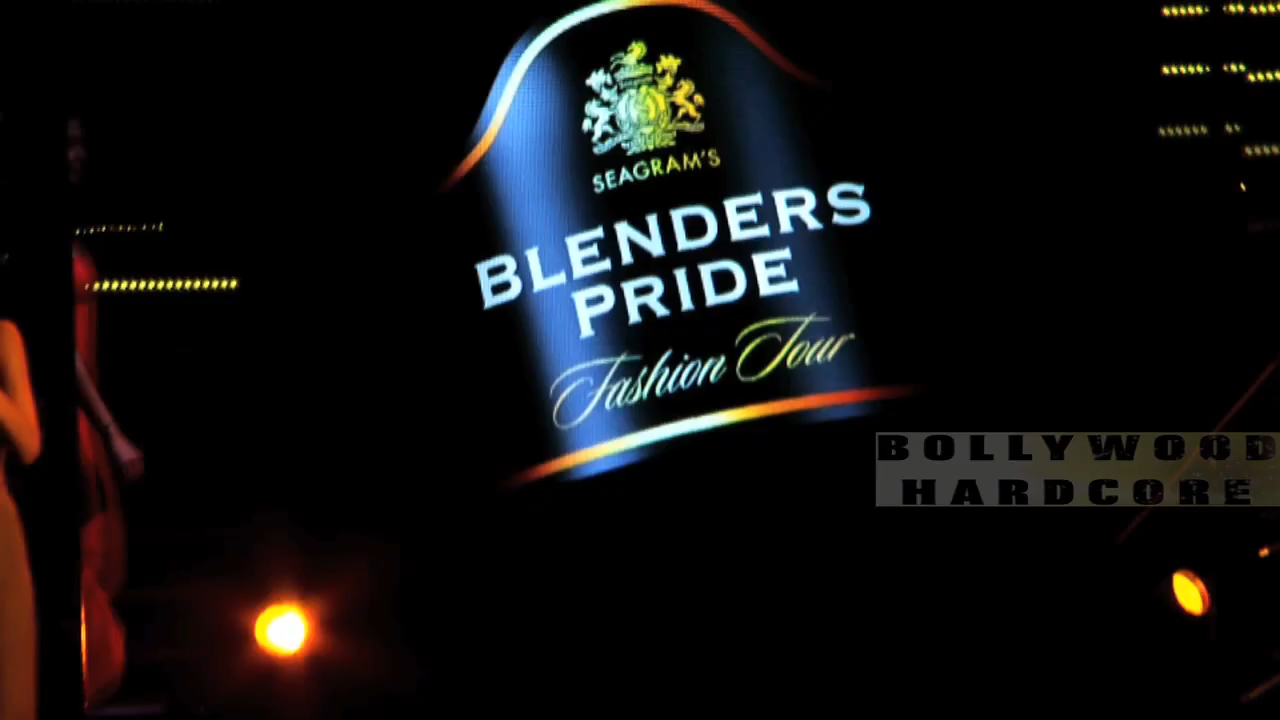 SEAGRAM'S
BLENDERS
PRIDE
Fashion Tour
BOLLYWOOD
HARDCORE